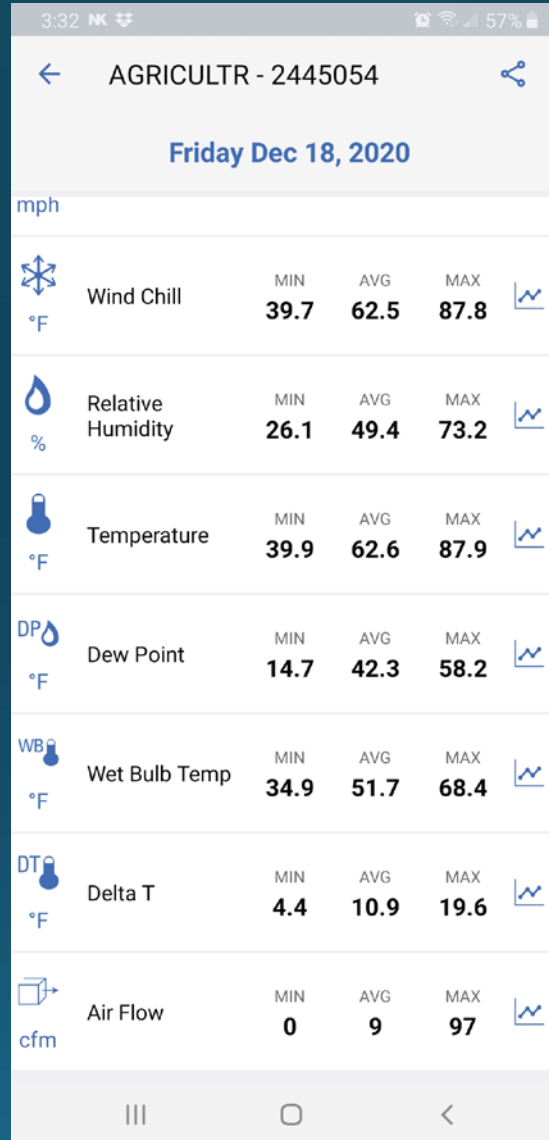 3:32 NK 57%
AGRICULTR - 2445054
Friday Dec 18, 2020
mph
MIN AVG MAX
Wind Chill 39.7 62.5 87.8
°F
MIN AVG MAX
Relative
Humidity 26.1 49.4 73.2
%
MIN AVG MAX
Temperature 39.9 62.6 87.9
°F
DP MIN AVG MAX
Dew Point 14.7 42.3 58.2
°F
WB MIN AVG MAX
Wet Bulb Temp 34.9 51.7 68.4
°F
DT MIN AVG MAX
Delta T 4.4 10.9 19.6
°F
MIN AVG MAX
Air Flow 0 9 97
cfm